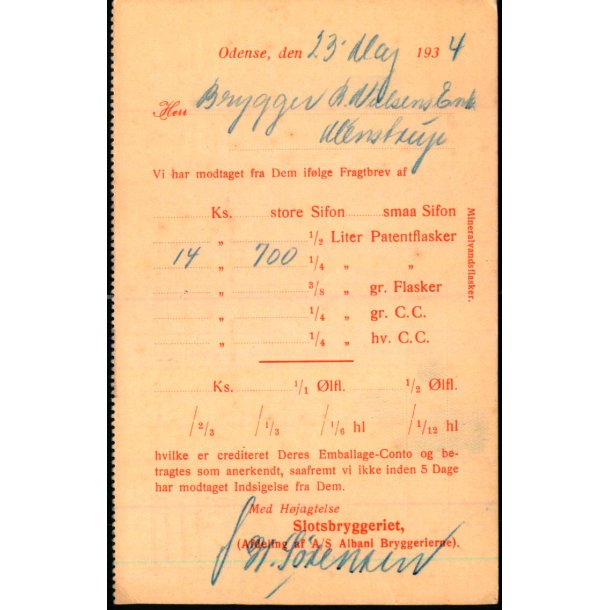 Odense, den 23' Maj 1934
Herr Brygger R. Nielsens Enke
Ulenstrup
Vi har modtaget fra Dem ifølge Fragtbrev af
Ks. store Sifon smaa Sifon
„ 1/2 Liter Patentflasker
14 „ 700 1/4 „ „
„ 3/8 „ gr. Flasker
„ 1/4 „ gr. C.C.
„ 1/4 „ hv. C.C.
Mineralvandsflasker.
Ks. 1/1 Ølfl. 1/2 Ølfl.
/2/3 /1/3 /1/6 hl /1/12 hl
hvilke er crediteret Deres Emballage-Conto og be-
tragtes som anerkendt, saafremt vi ikke inden 5 Dage
har modtaget Indsigelse fra Dem.
Med Højagtelse
Slotsbryggeriet,
(Afdeling af A/S Albani Bryggerierne).
Sørensen